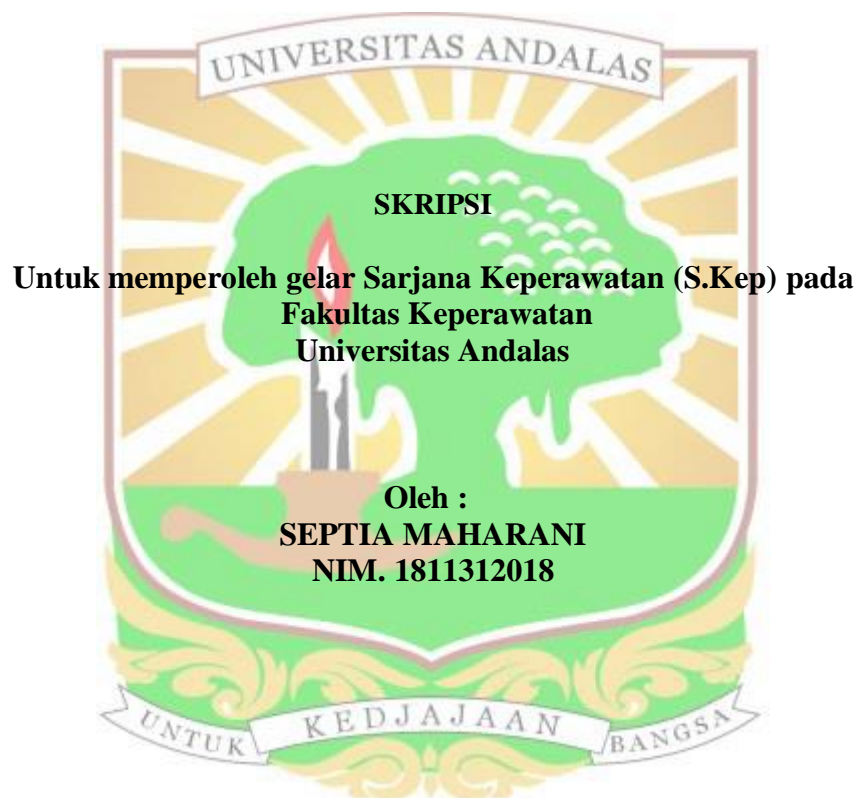 UNIVERSITAS ANDALAS
SKRIPSI
Untuk memperoleh gelar Sarjana Keperawatan (S.Kep) pada
Fakultas Keperawatan
Universitas Andalas
Oleh :
SEPTIA MAHARANI
NIM. 1811312018
UNTUK KEDJAJAAN BANGSA